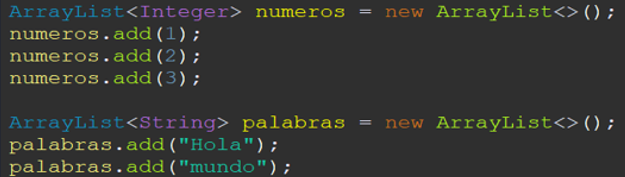 ArrayList<Integer> numeros = new ArrayList<>();
numeros.add(1);
numeros.add(2);
numeros.add(3);
ArrayList<String> palabras = new ArrayList<>();
palabras.add("Hola");
palabras.add("mundo");